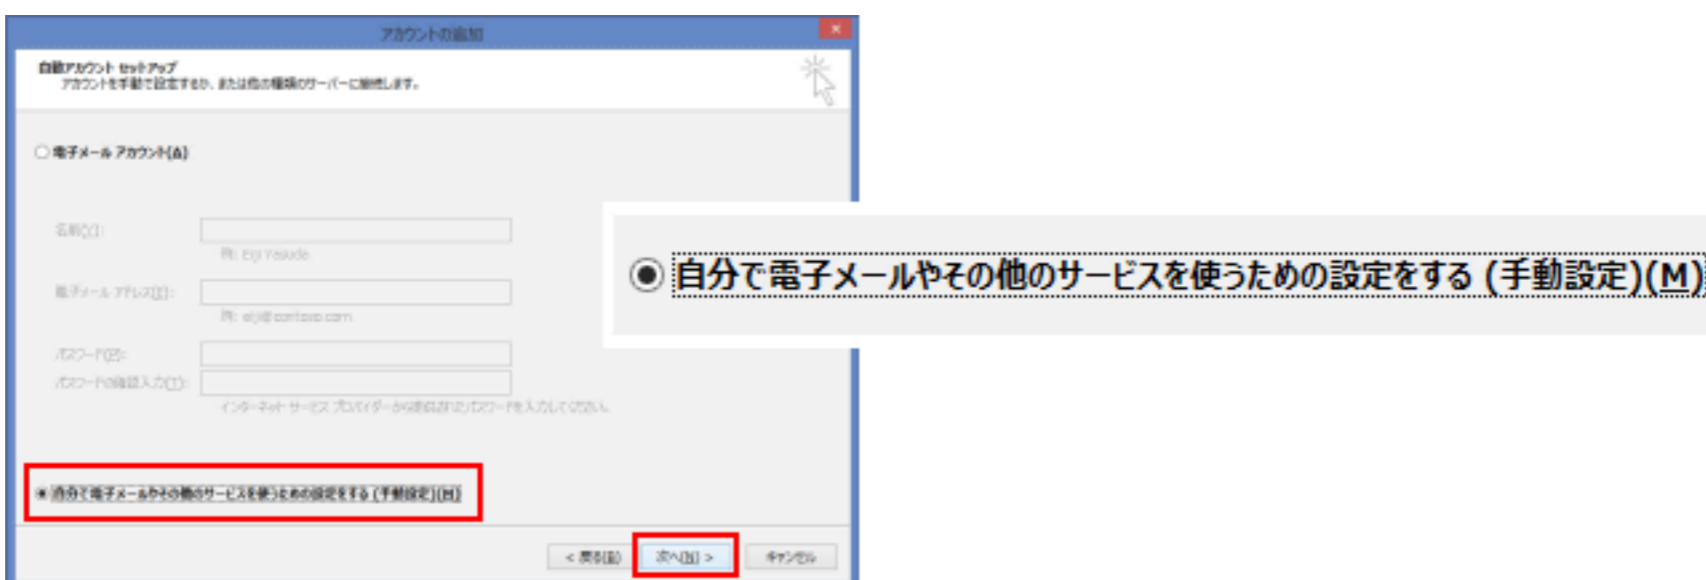 アカウントの追加
自動アカウント セットアップ
アカウントを手動で設定するか、または他の種類のサーバーに接続します。
電子メール アカウント(A)
名前(Y):
例: Eiji Yasuda
電子メール アドレス(E):
例: eiji@contoso.com
パスワード(P):
パスワードの確認入力(T):
インターネット サービス プロバイダーから提供されたパスワードを入力してください。
自分で電子メールやその他のサービスを使うための設定をする (手動設定)(M)
自分で電子メールやその他のサービスを使うための設定をする (手動設定)(M)
< 戻る(B)
次へ(N) >
キャンセル